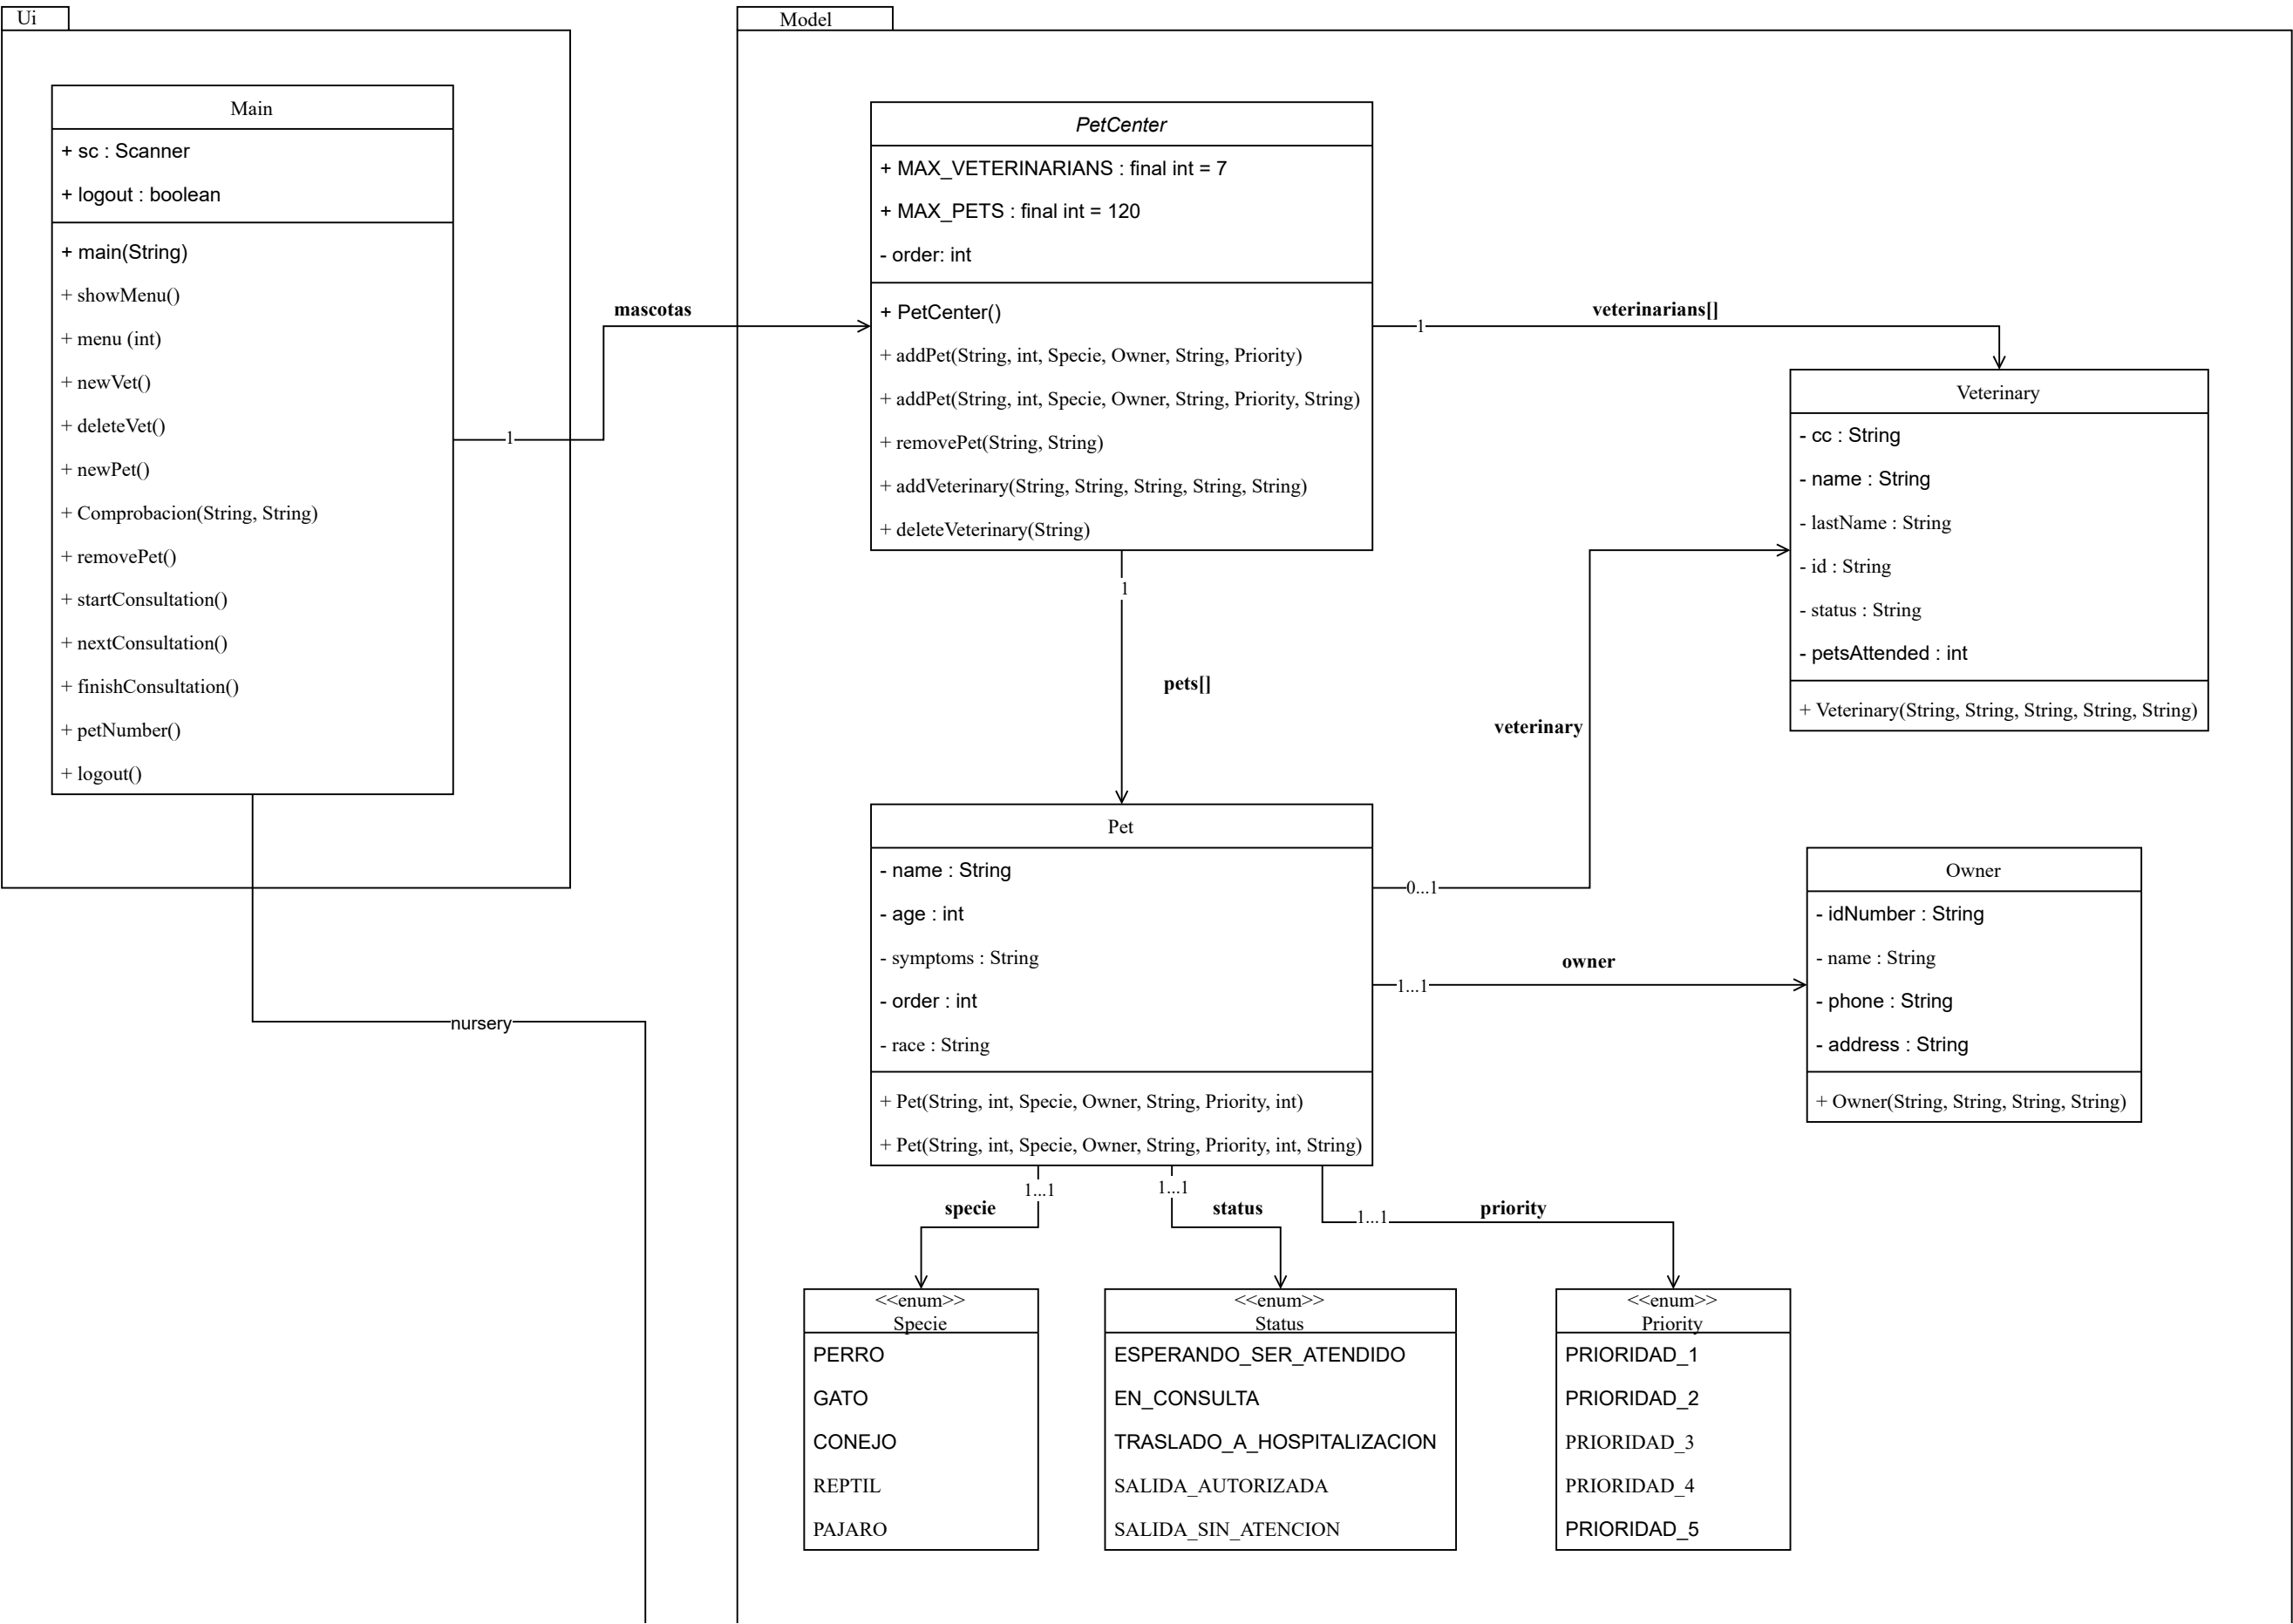 Ui
Main
+ sc : Scanner
+ logout : boolean
+ main(String)
+ showMenu()
+ menu (int)
+ newVet()
+ deleteVet()
+ newPet()
+ Comprobacion(String, String)
+ removePet()
+ startConsultation()
+ nextConsultation()
+ finishConsultation()
+ petNumber()
+ logout()
1
mascotas
nursery
Model
PetCenter
+ MAX_VETERINARIANS : final int = 7
+ MAX_PETS : final int = 120
- order: int
+ PetCenter()
+ addPet(String, int, Specie, Owner, String, Priority)
+ addPet(String, int, Specie, Owner, String, Priority, String)
+ removePet(String, String)
+ addVeterinary(String, String, String, String, String)
+ deleteVeterinary(String)
1
veterinarians[]
Veterinary
- cc : String
- name : String
- lastName : String
- id : String
- status : String
- petsAttended : int
+ Veterinary(String, String, String, String, String)
1
pets[]
veterinary
Pet
- name : String
- age : int
- symptoms : String
- order : int
- race : String
+ Pet(String, int, Specie, Owner, String, Priority, int)
+ Pet(String, int, Specie, Owner, String, Priority, int, String)
0...1
1...1
owner
Owner
- idNumber : String
- name : String
- phone : String
- address : String
+ Owner(String, String, String, String)
1...1
specie
1...1
status
1...1
priority
<<enum>>
Specie
PERRO
GATO
CONEJO
REPTIL
PAJARO
<<enum>>
Status
ESPERANDO_SER_ATENDIDO
EN_CONSULTA
TRASLADO_A_HOSPITALIZACION
SALIDA_AUTORIZADA
SALIDA_SIN_ATENCION
<<enum>>
Priority
PRIORIDAD_1
PRIORIDAD_2
PRIORIDAD_3
PRIORIDAD_4
PRIORIDAD_5